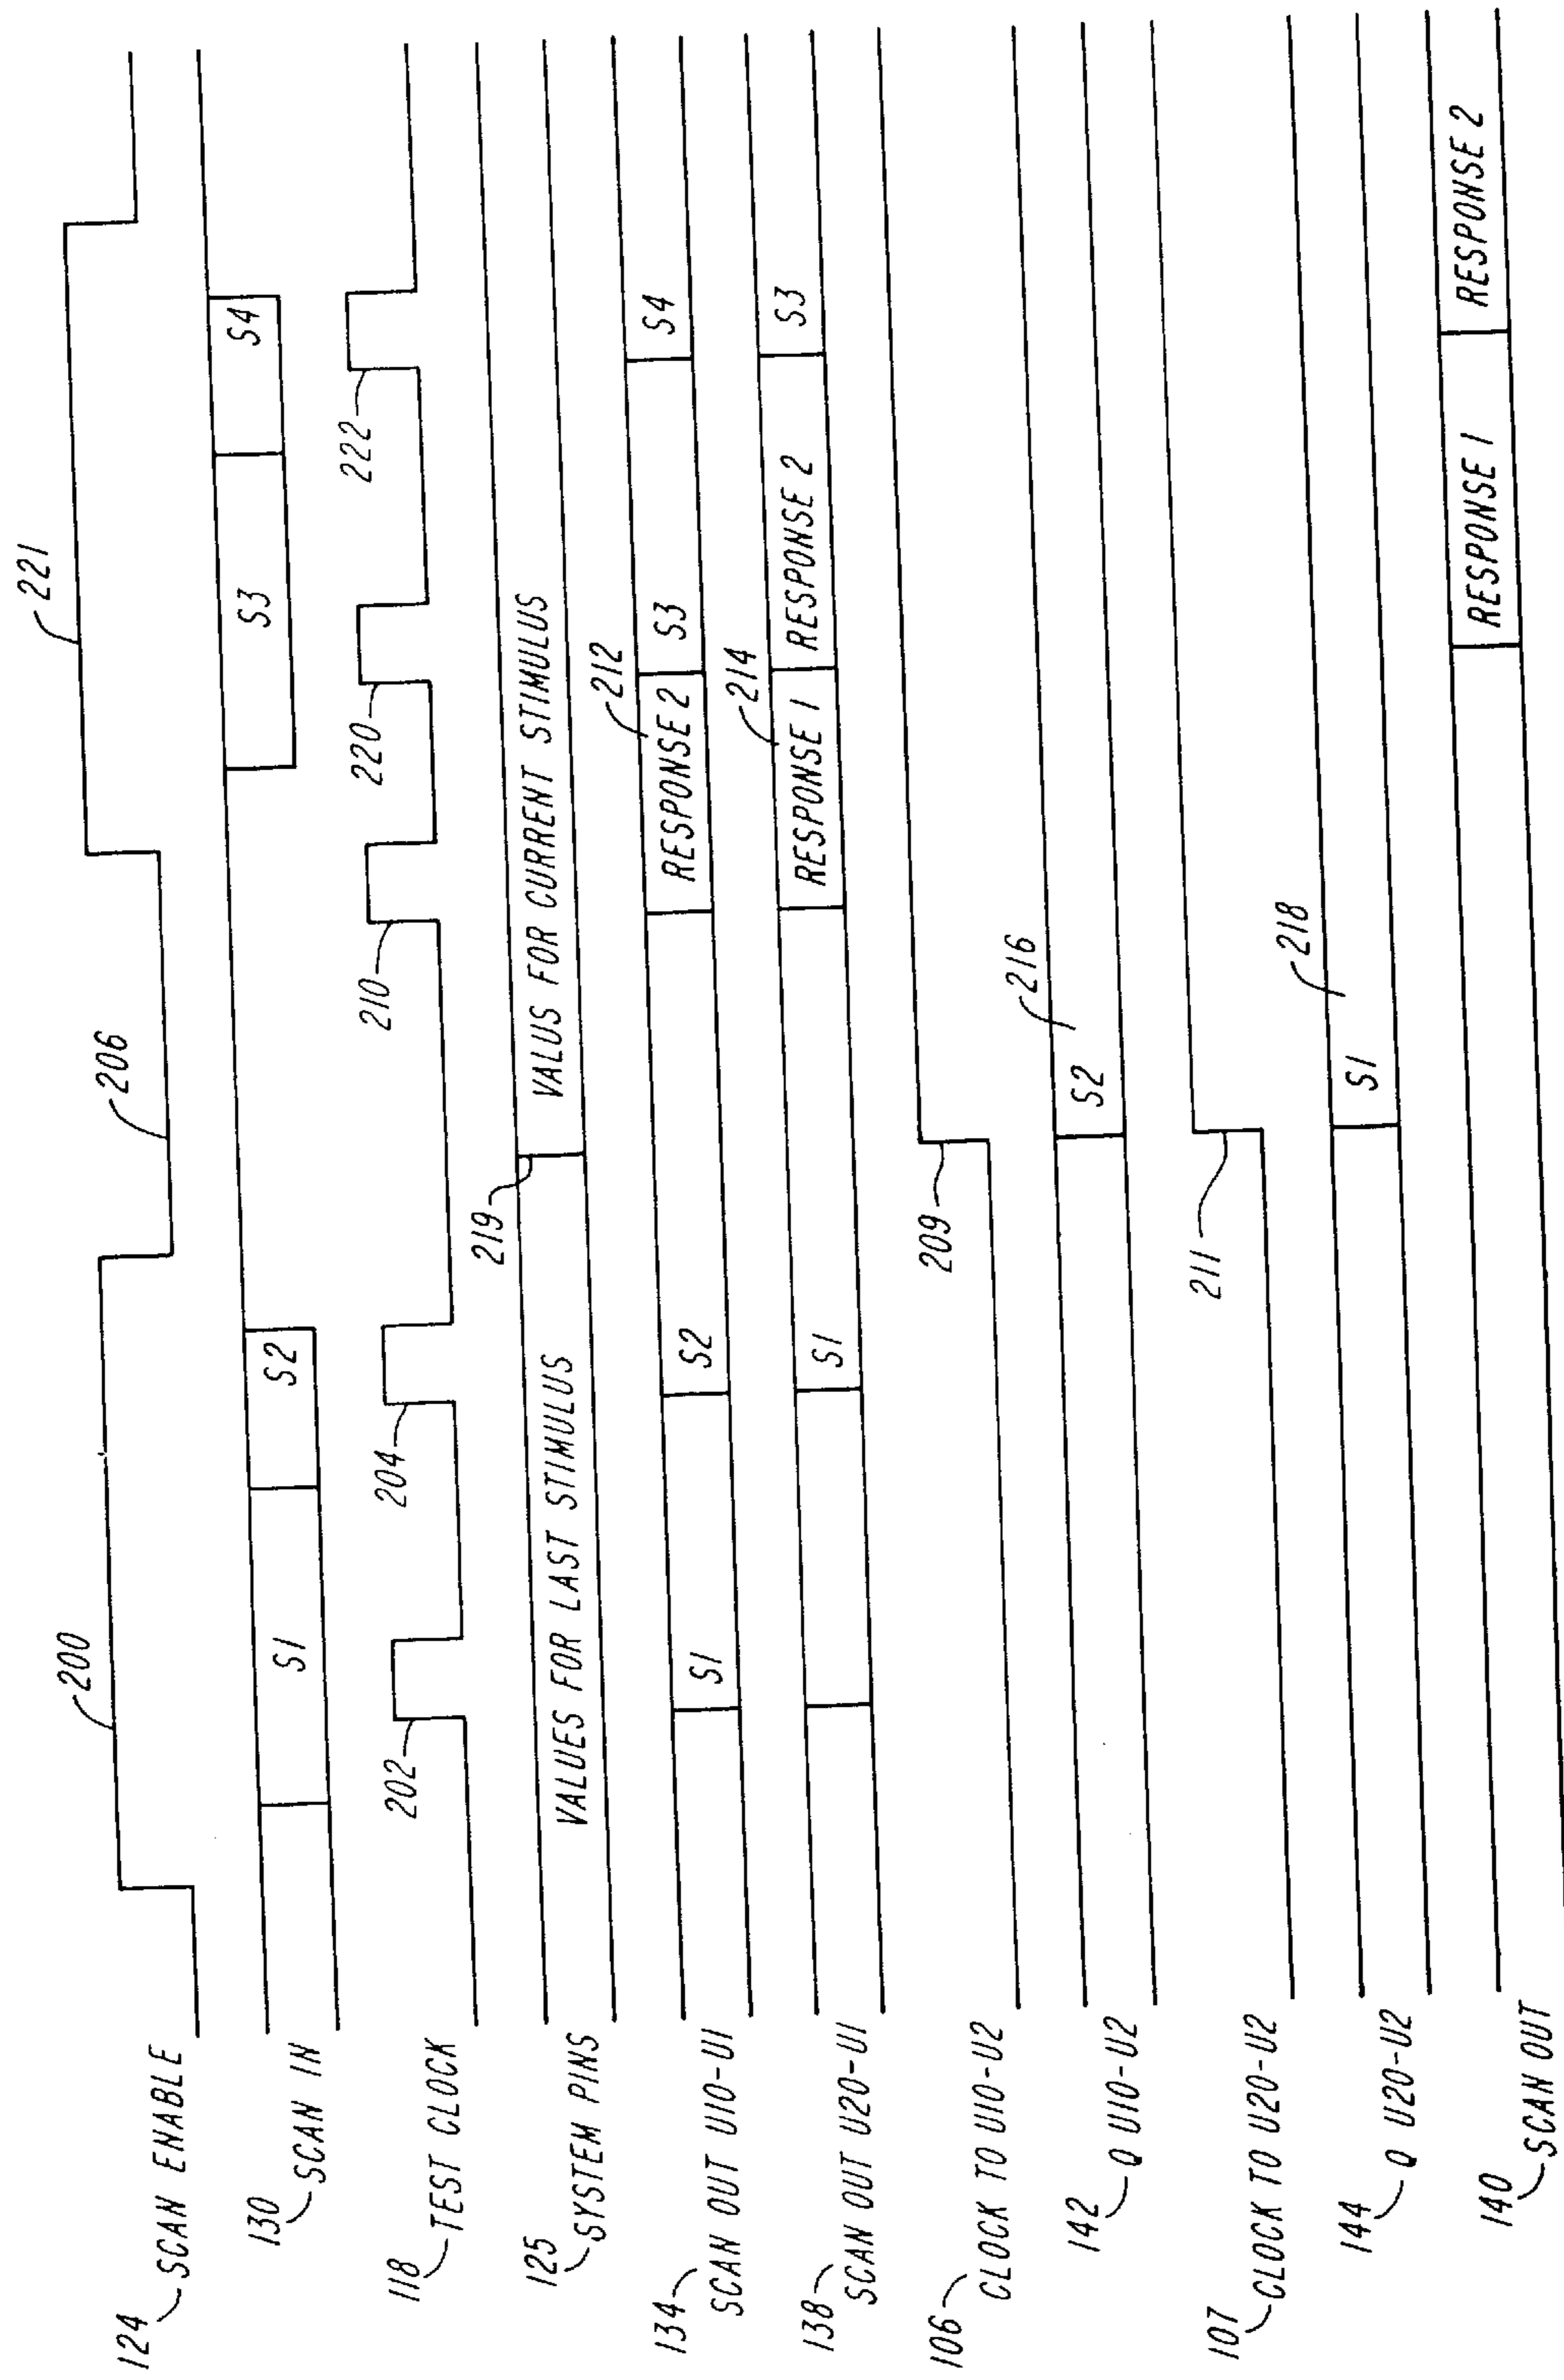 124 SCAN ENABLE
200
206
221
130 SCAN IN
S1
S2
S3
S4
118 TEST CLOCK
202
204
210
220
222
125 SYSTEM PINS
VALUES FOR LAST STIMULUS
219
VALUS FOR CURRENT STIMULUS
134 SCAN OUT U10-U1
S1
S2
RESPONSE 2
212
S3
S4
138 SCAN OUT U20-U1
S1
RESPONSE 1
214
RESPONSE 2
S3
106 CLOCK TO U10-U2
209
142 Q U10-U2
S2
216
107 CLOCK TO U20-U2
211
144 Q U20-U2
S1
218
140 SCAN OUT
RESPONSE 1
RESPONSE 2